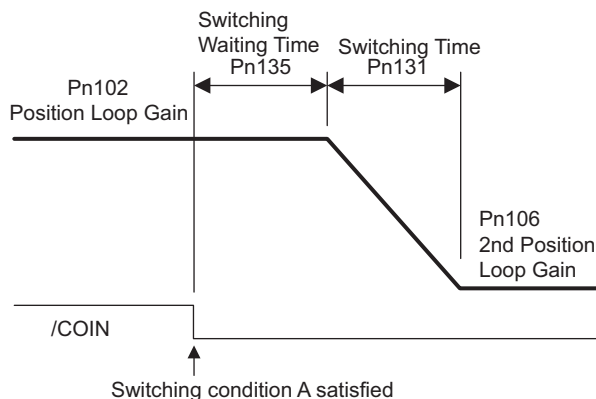 Switching
Waiting Time
Pn135
Switching Time
Pn131
Pn102
Position Loop Gain
Pn106
2nd Position
Loop Gain
/COIN
Switching condition A satisfied